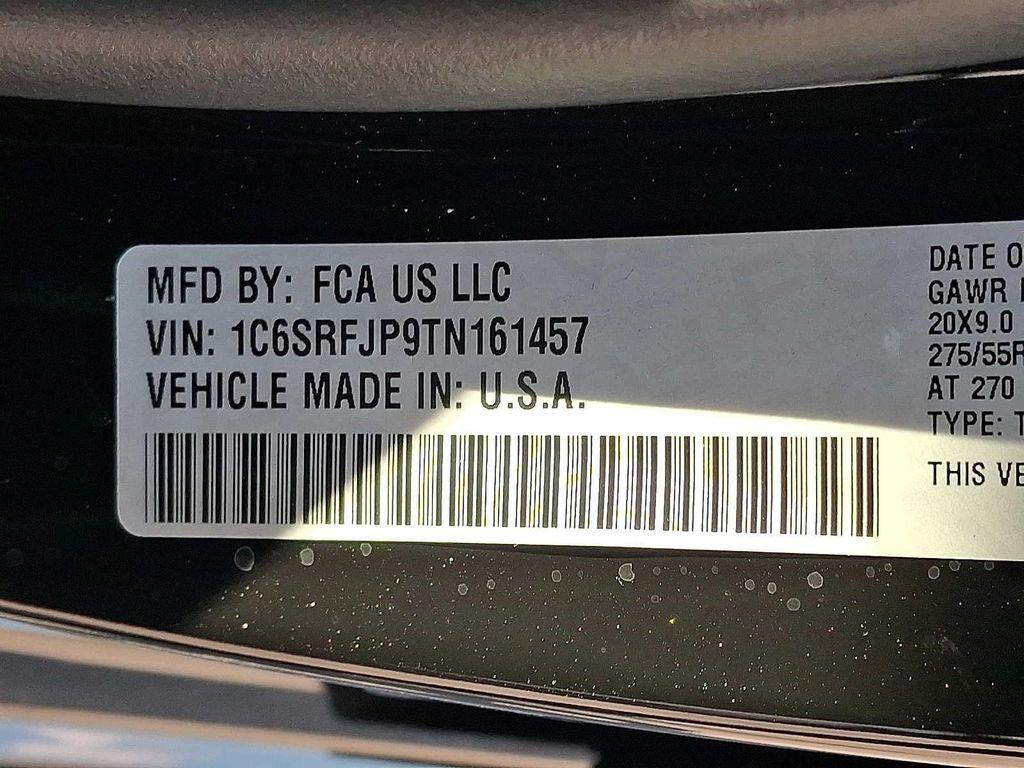 MFD BY: FCA US LLC
VIN: 1C6SRFJP9TN161457
VEHICLE MADE IN: U.S.A.
DATE O
GAWR
20X9.0
275/55R
AT 270
TYPE: T
THIS VE